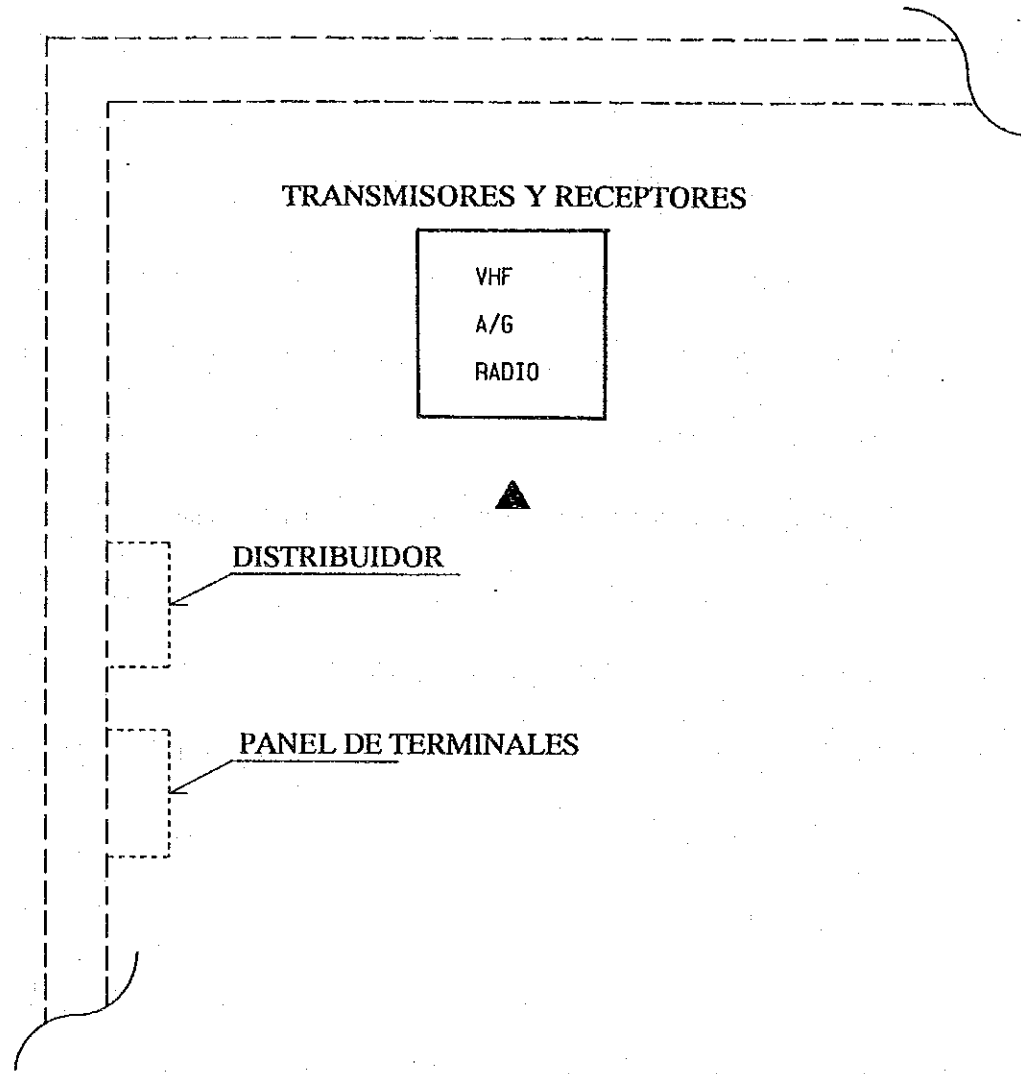 TRANSMISORES Y RECEPTORES
VHF
A/G
RADIO
DISTRIBUIDOR
PANEL DE TERMINALES